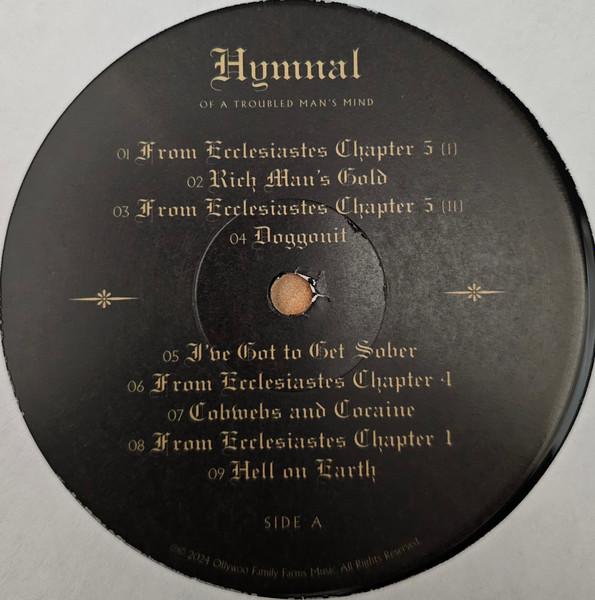 Hymnal
OF A TROUBLED MAN'S MIND
01 From Ecclesiastes Chapter 5 (I)
02 Rich Man's Gold
03 From Ecclesiastes Chapter 5 (II)
04 Doggonit
05 I've Got to Get Sober
06 From Ecclesiastes Chapter 4
07 Cobwebs and Cocaine
08 From Ecclesiastes Chapter 1
09 Hell on Earth
SIDE A
℗© 2024 Ollywoo Family Farms Music. All Rights Reserved.